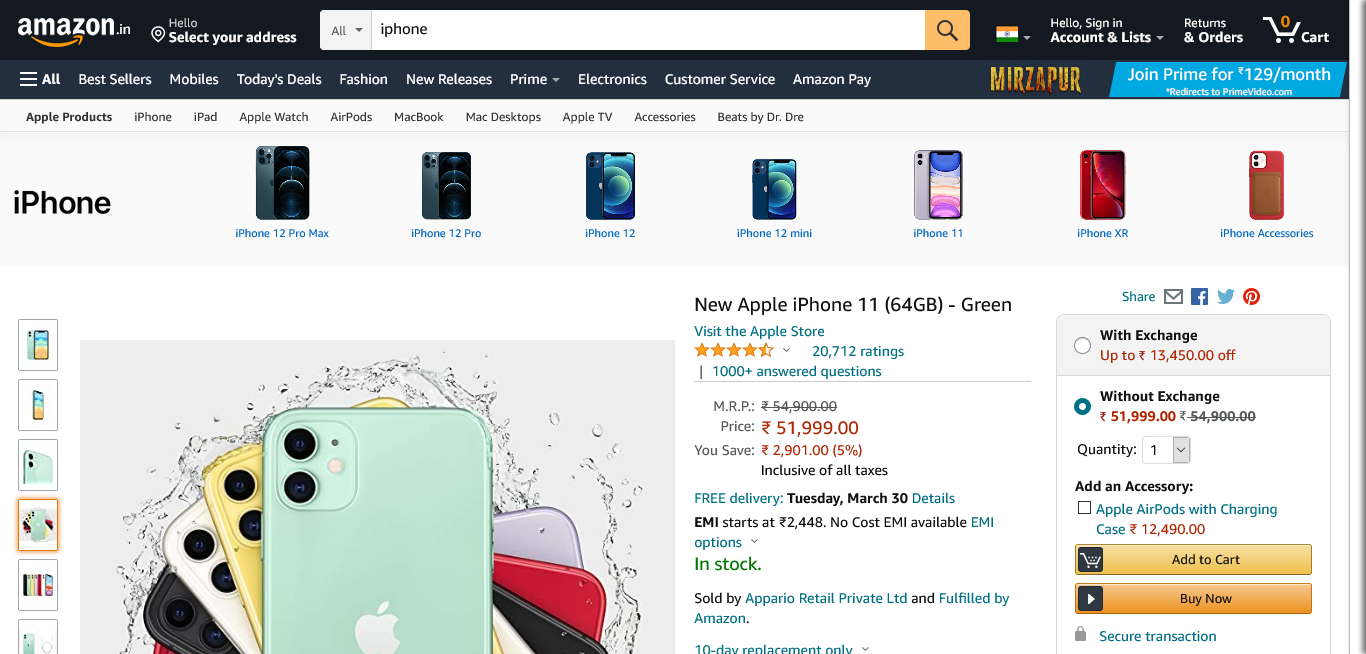 amazon.in
Hello
Select your address
All
iphone
Hello, Sign in
Account & Lists
Returns
& Orders
0
Cart
All
Best Sellers
Mobiles
Today's Deals
Fashion
New Releases
Prime
Electronics
Customer Service
Amazon Pay
MIRZAPUR
Join Prime for ₹129/month
*Redirects to PrimeVideo.com
Apple Products
iPhone
iPad
Apple Watch
AirPods
MacBook
Mac Desktops
Apple TV
Accessories
Beats by Dr. Dre
iPhone
iPhone 12 Pro Max
iPhone 12 Pro
iPhone 12
iPhone 12 mini
iPhone 11
iPhone XR
iPhone Accessories
New Apple iPhone 11 (64GB) - Green
Visit the Apple Store
20,712 ratings
| 1000+ answered questions
M.R.P.: ₹ 54,900.00
Price: ₹ 51,999.00
You Save: ₹ 2,901.00 (5%)
Inclusive of all taxes
FREE delivery: Tuesday, March 30 Details
EMI starts at ₹2,448. No Cost EMI available EMI
options
In stock.
Sold by Appario Retail Private Ltd and Fulfilled by
Amazon.
10-day replacement only
Share
With Exchange
Up to ₹ 13,450.00 off
Without Exchange
₹ 51,999.00 ₹ 54,900.00
Quantity: 1
Add an Accessory:
Apple AirPods with Charging
Case ₹ 12,490.00
Add to Cart
Buy Now
Secure transaction